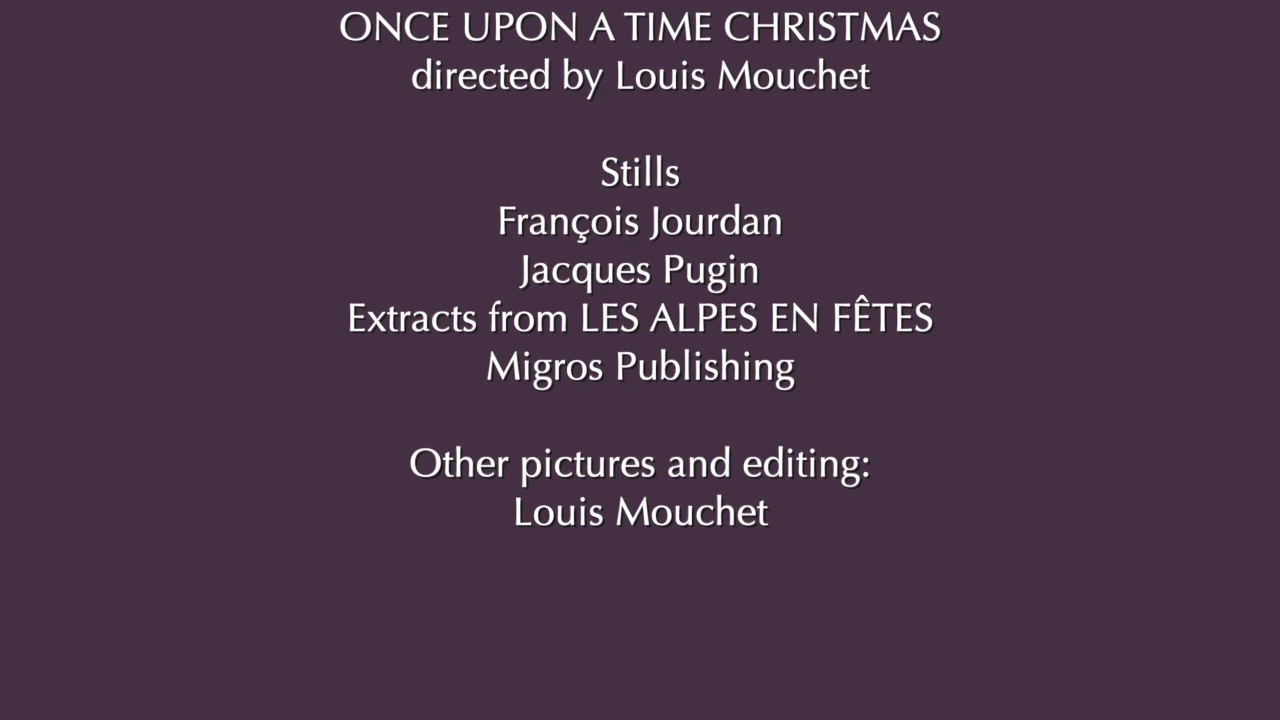 ONCE UPON A TIME CHRISTMAS
directed by Louis Mouchet
Stills
François Jourdan
Jacques Pugin
Extracts from LES ALPES EN FÊTES
Migros Publishing
Other pictures and editing:
Louis Mouchet